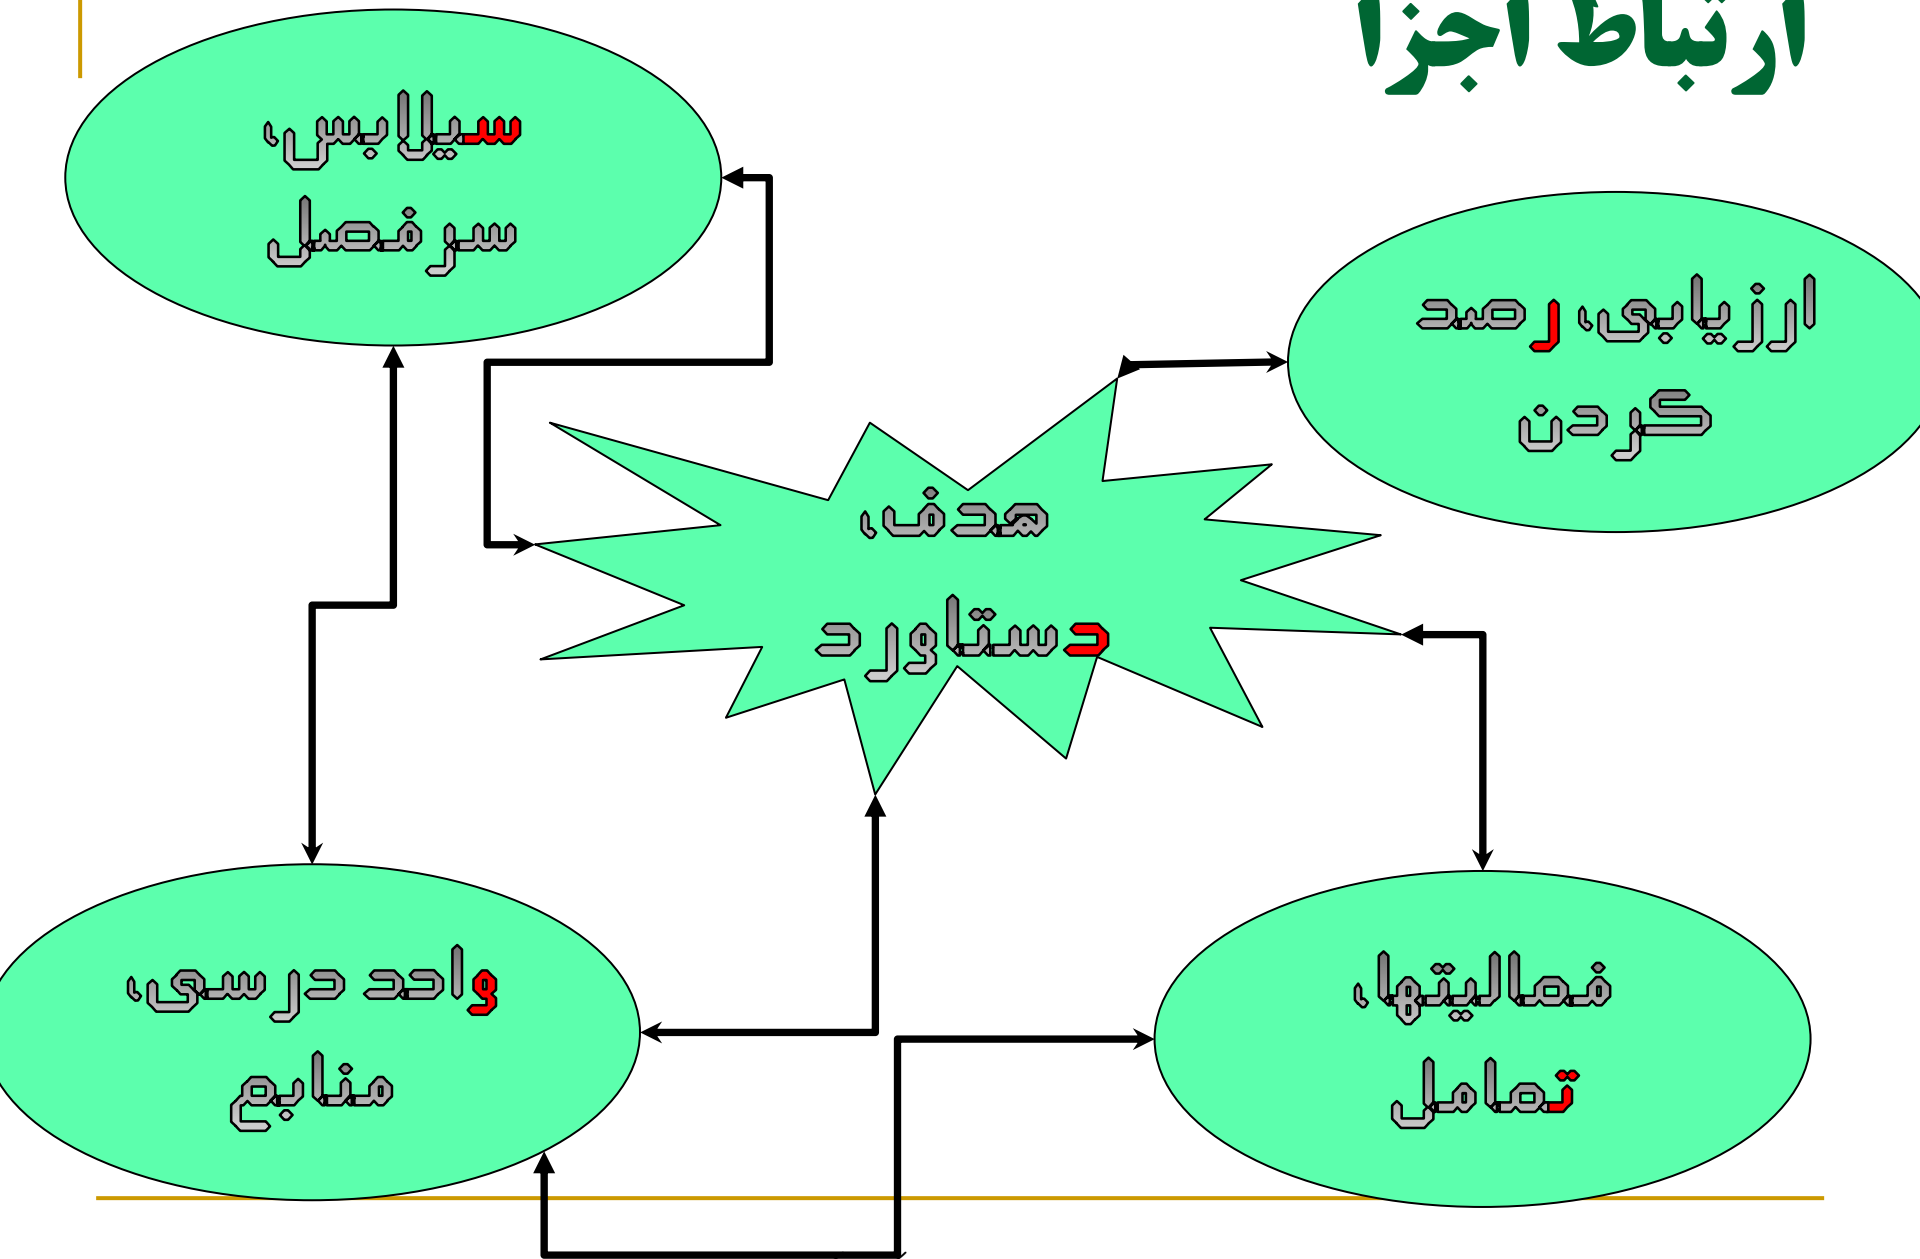 ارتباط اجزا
سیلابس،
سرفصل
ارزیابی، رصد
کردن
هدف،
دستاورد
واحد درسی،
منابع
فعالیتها،
تعامل